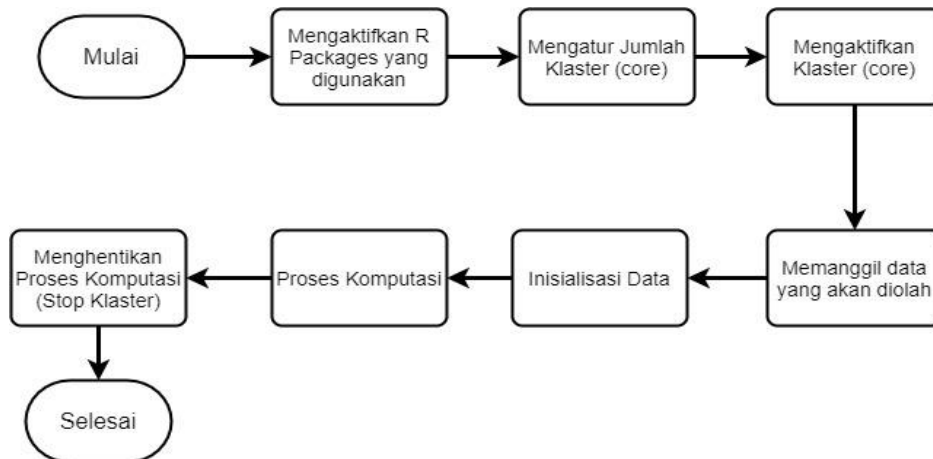 Mulai
Mengaktifkan R
Packages yang
digunakan
Mengatur Jumlah
Klaster (core)
Mengaktifkan
Klaster (core)
Memanggil data
yang akan diolah
Inisialisasi Data
Proses Komputasi
Menghentikan
Proses Komputasi
(Stop Klaster)
Selesai